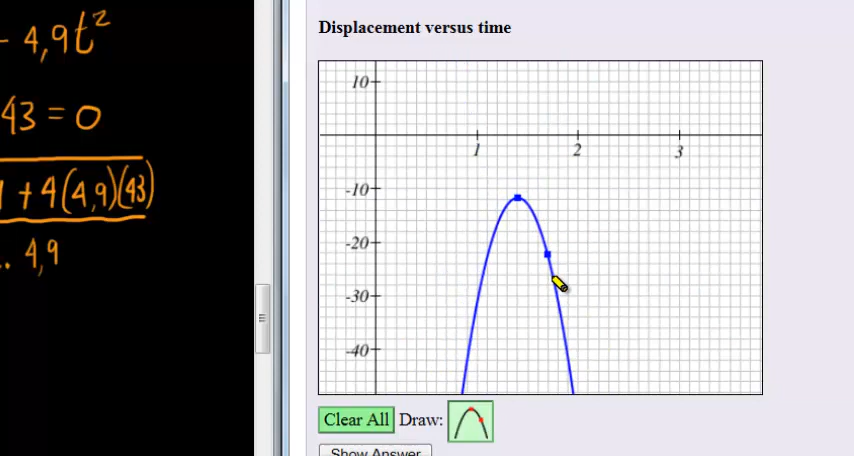 - 4,9t²
43 = 0
1 + 4(4,9)(43)
. 4,9
Displacement versus time
10
1
2
3
-10
-20
-30
-40
Clear All Draw:
Show Answer